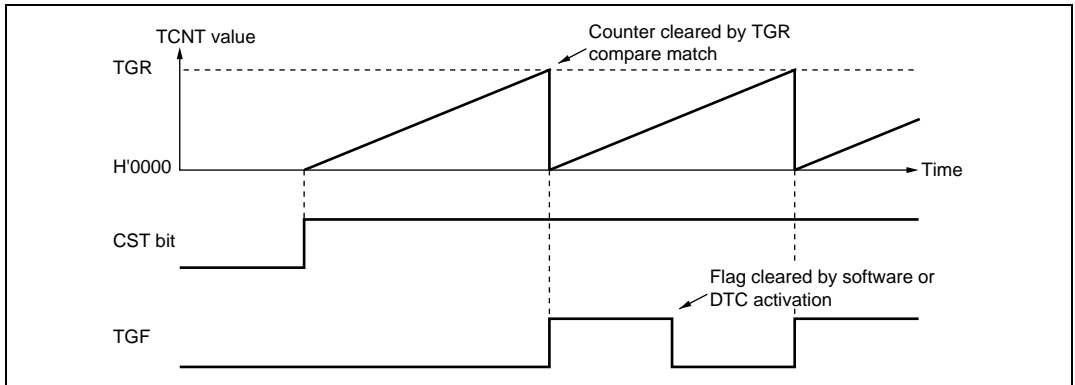 TCNT value
Counter cleared by TGR
compare match
TGR
H'0000
Time
CST bit
Flag cleared by software or
DTC activation
TGF